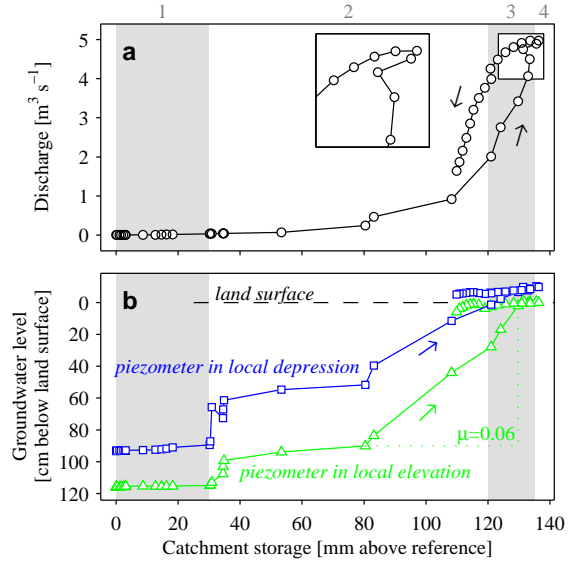 1 2 3 4
a
5
4
3
2
1
0
Discharge [m³ s⁻¹]
b
land surface
piezometer in local depression
μ=0.06
piezometer in local elevation
0
20
40
60
80
100
120
Groundwater level
[cm below land surface]
0 20 40 60 80 100 120 140
Catchment storage [mm above reference]